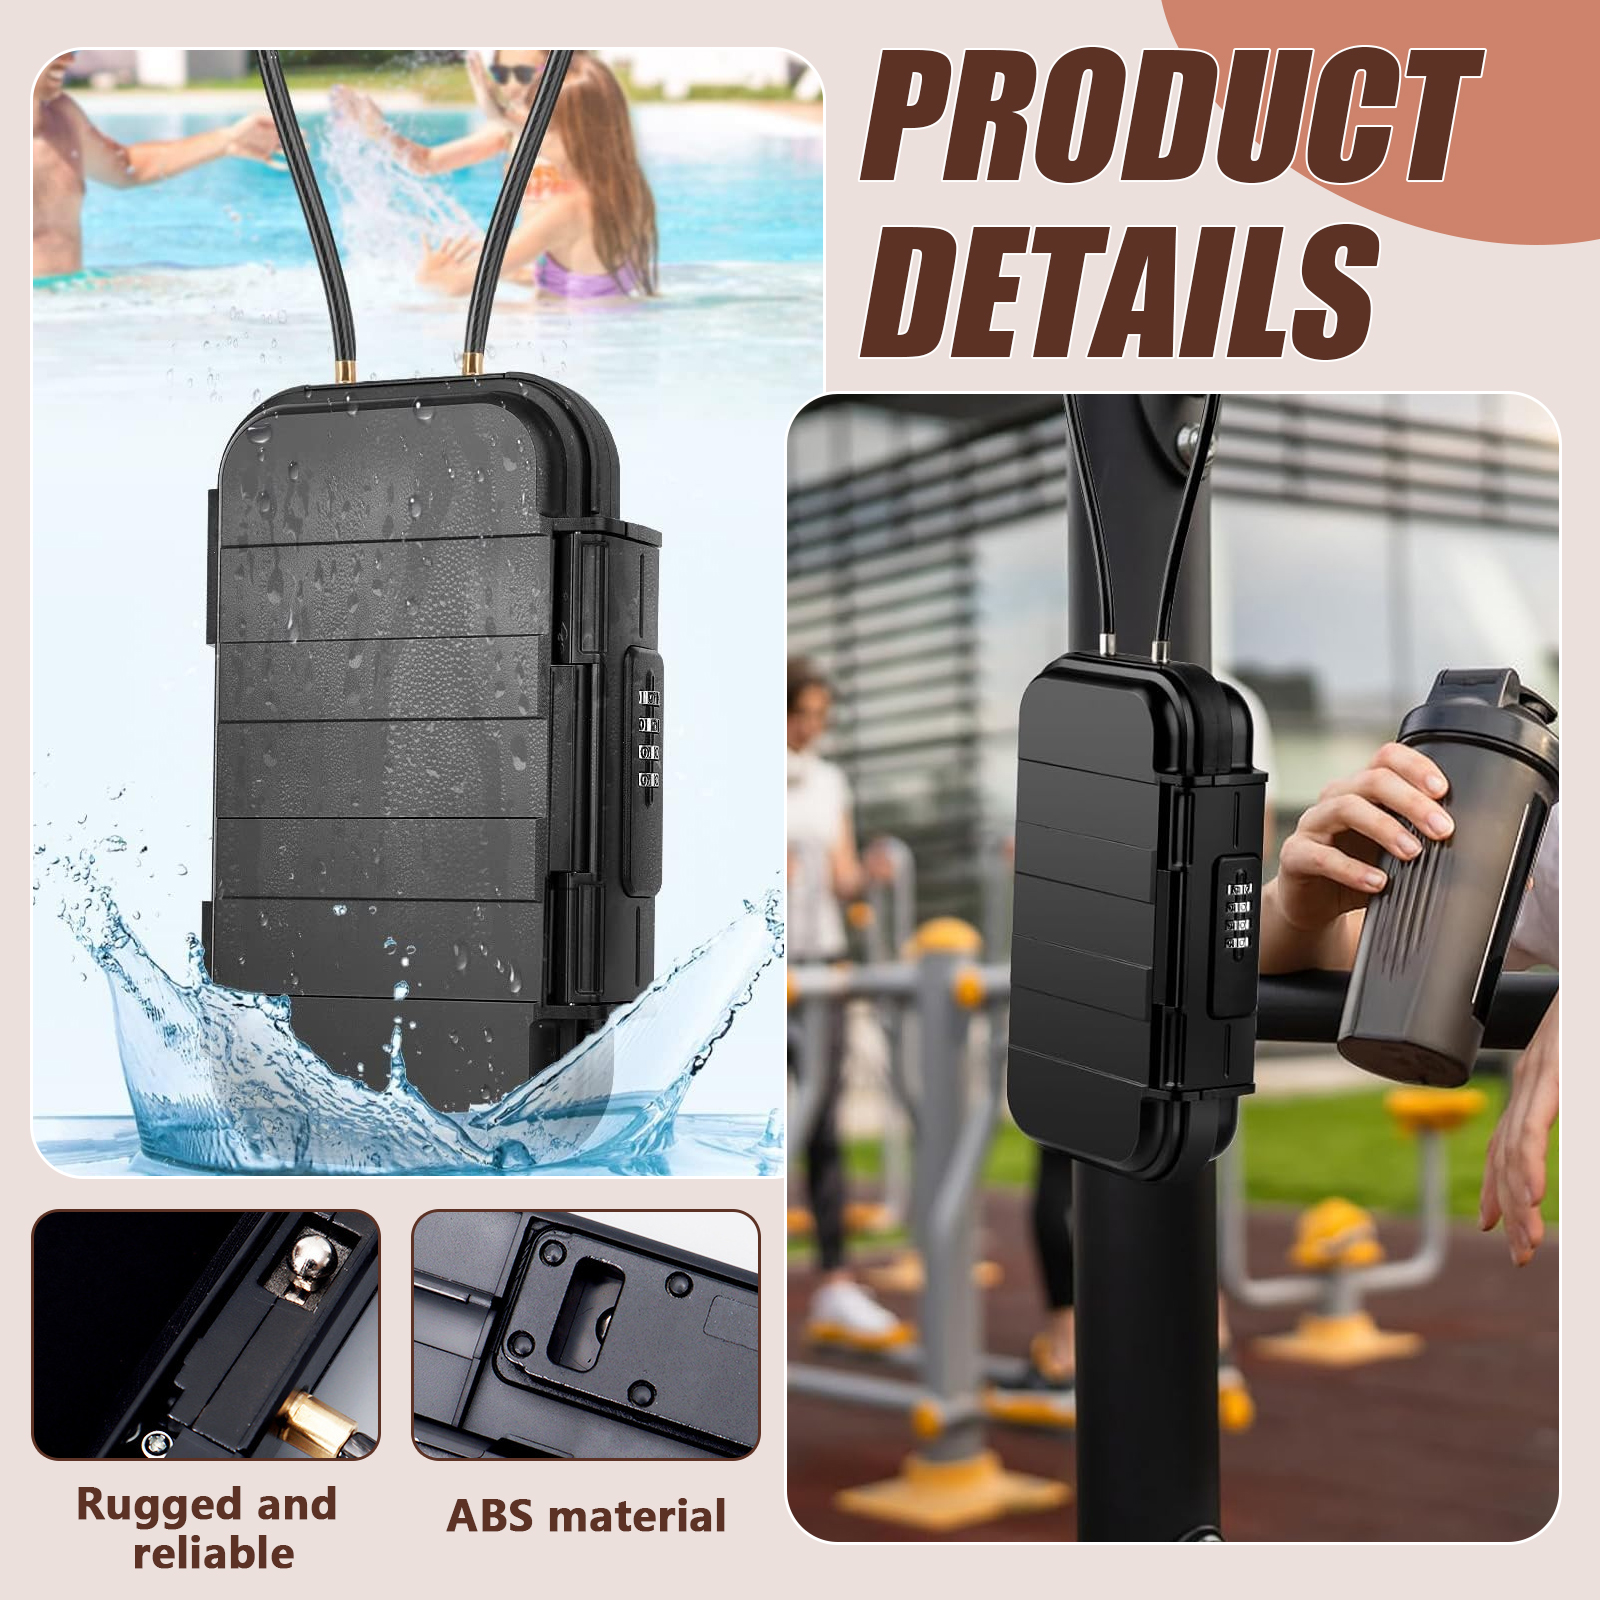 PRODUCT
DETAILS
Rugged and
reliable
ABS material